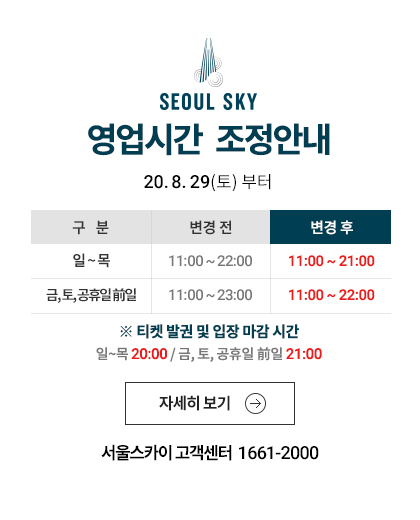 SEOUL SKY
영업시간 조정안내
20. 8. 29(토) 부터
구 분 변경 전 변경 후
일 ~ 목 11:00 ~ 22:00 11:00 ~ 21:00
금, 토, 공휴일 前일 11:00 ~ 23:00 11:00 ~ 22:00
※ 티켓 발권 및 입장 마감 시간
일~목 20:00 / 금, 토, 공휴일 前일 21:00
자세히 보기
서울스카이 고객센터 1661-2000